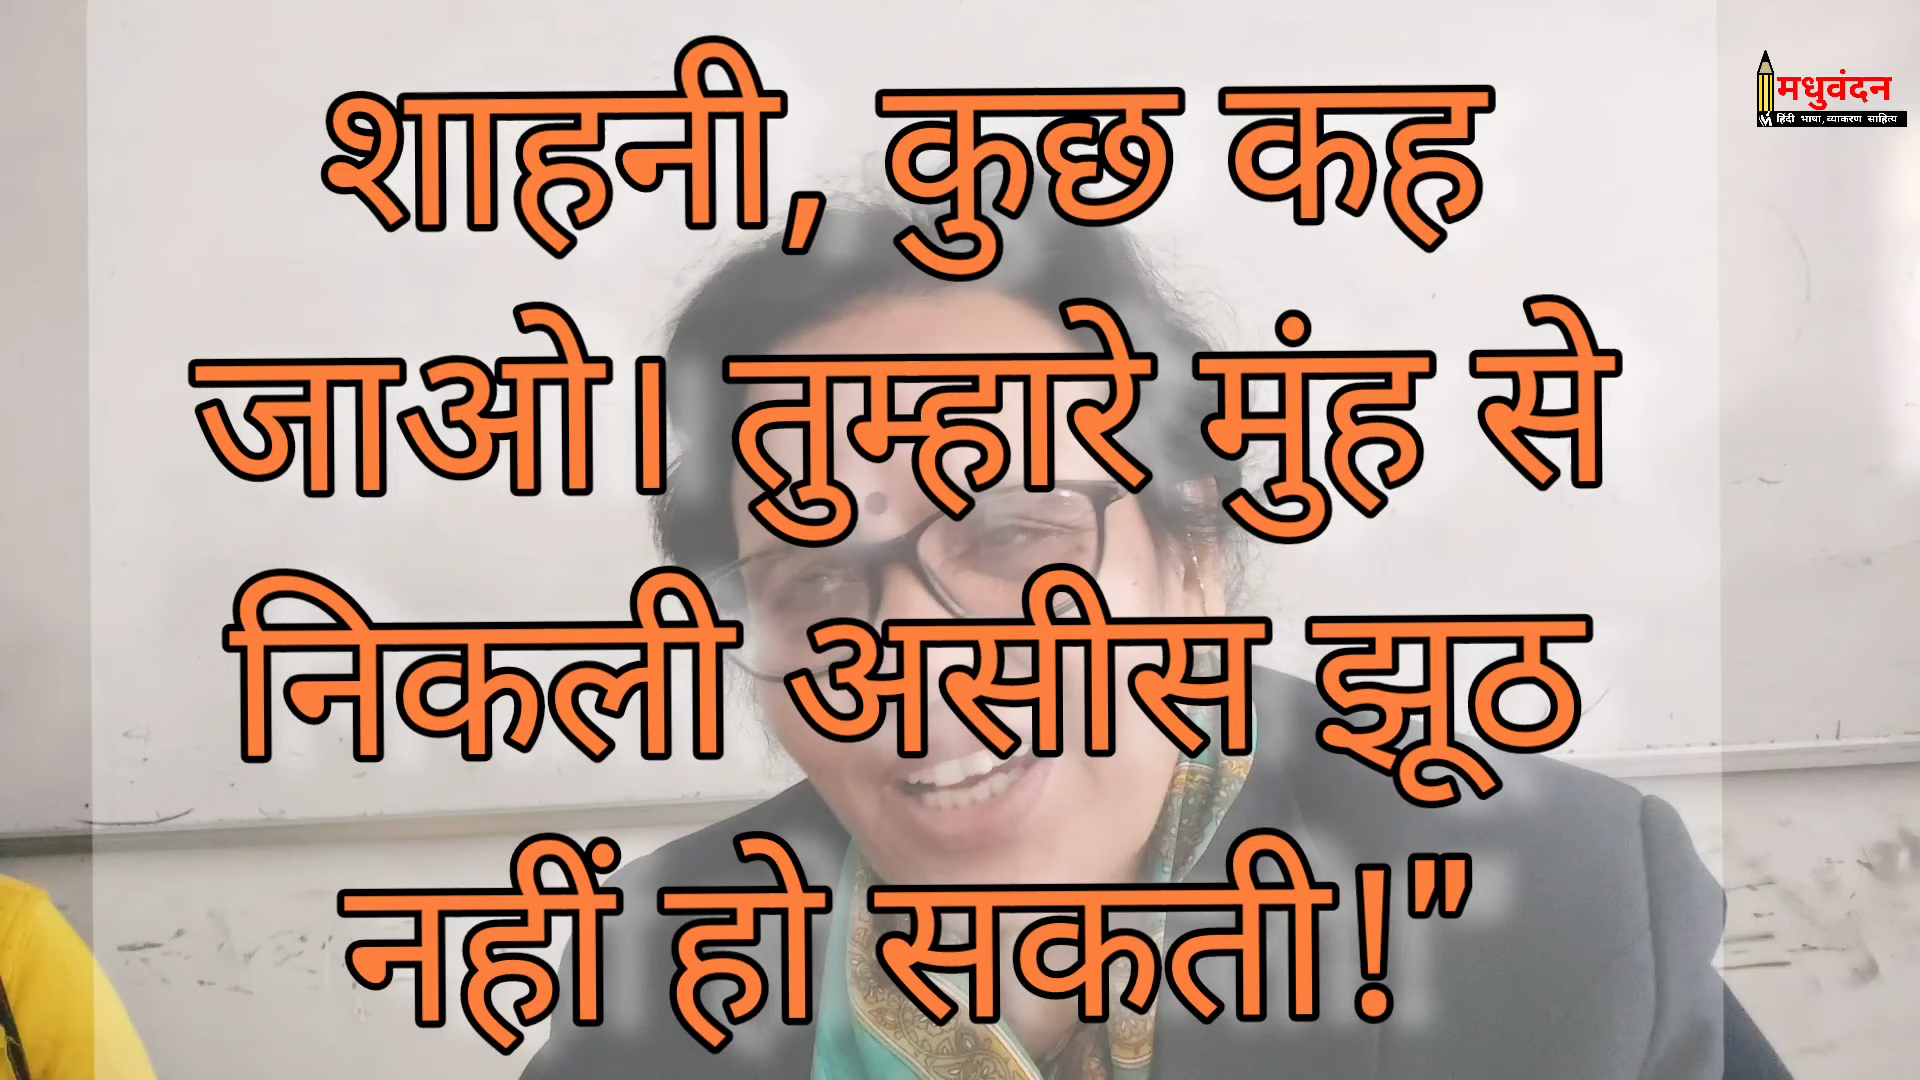 शाहनी, कुछ कह
जाओ। तुम्हारे मुंह से
निकली असीस झूठ
नहीं हो सकती!"
मधुवंदन
हिंदी भाषा, व्याकरण साहित्य